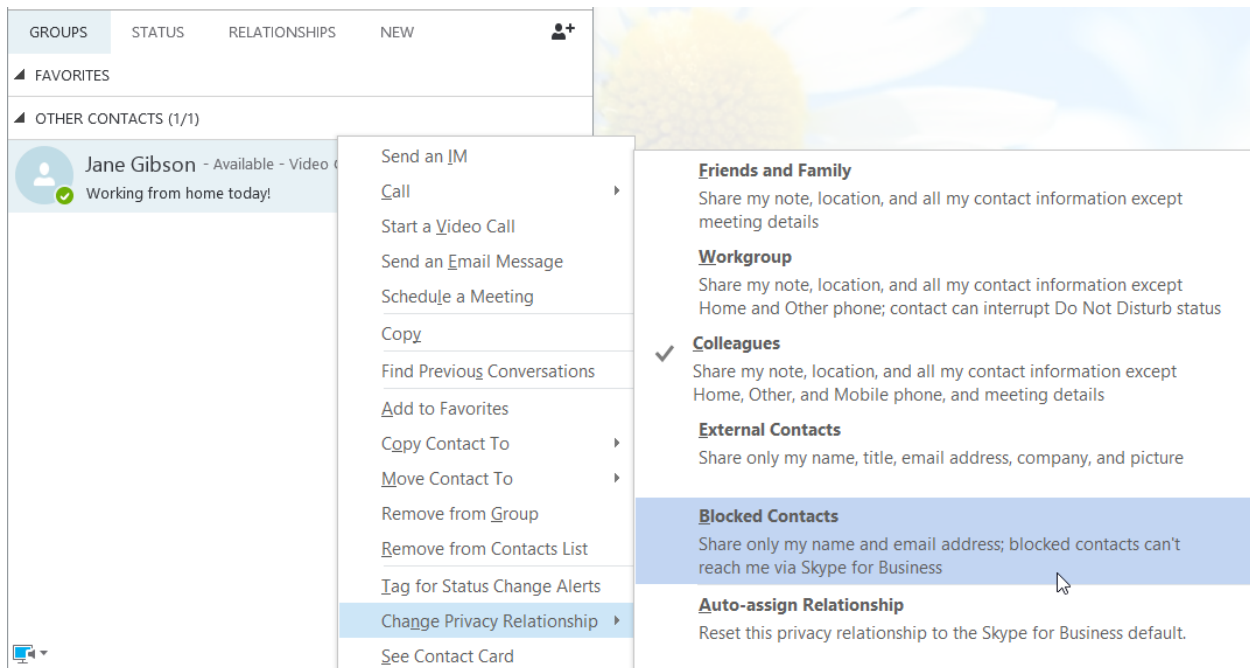 GROUPS STATUS RELATIONSHIPS NEW
FAVORITES
OTHER CONTACTS (1/1)
Jane Gibson - Available - Video
Working from home today!
Send an IM
Call
Start a Video Call
Send an Email Message
Schedule a Meeting
Copy
Find Previous Conversations
Add to Favorites
Copy Contact To
Move Contact To
Remove from Group
Remove from Contacts List
Tag for Status Change Alerts
Change Privacy Relationship
See Contact Card
Friends and Family
Share my note, location, and all my contact information except
meeting details
Workgroup
Share my note, location, and all my contact information except
Home and Other phone; contact can interrupt Do Not Disturb status
Colleagues
Share my note, location, and all my contact information except
Home, Other, and Mobile phone, and meeting details
External Contacts
Share only my name, title, email address, company, and picture
Blocked Contacts
Share only my name and email address; blocked contacts can't
reach me via Skype for Business
Auto-assign Relationship
Reset this privacy relationship to the Skype for Business default.